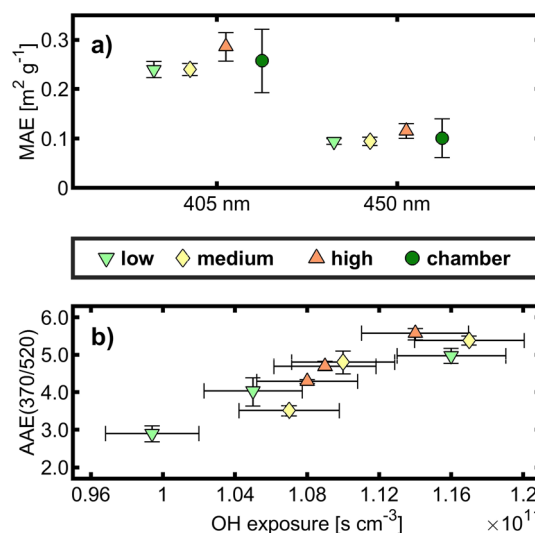 a)
MAE [m² g⁻¹]
0.3
0.2
0.1
0
405 nm
450 nm
low
medium
high
chamber
b)
AAE(370/520)
6.0
5.0
4.0
3.0
2.0
0.96
1
1.04
1.08
1.12
1.16
1.2
OH exposure [s cm⁻³]